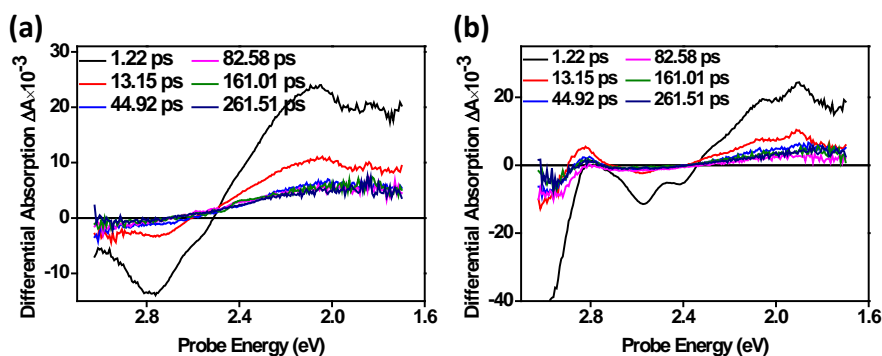 (a)
Differential Absorption ΔA×10⁻³
30
20
10
0
-10
1.22 ps
13.15 ps
44.92 ps
82.58 ps
161.01 ps
261.51 ps
2.8 2.4 2.0 1.6
Probe Energy (eV)
(b)
Differential Absorption ΔA×10⁻³
40
20
0
-20
-40
1.22 ps
13.15 ps
44.92 ps
82.58 ps
161.01 ps
261.51 ps
2.8 2.4 2.0 1.6
Probe Energy (eV)